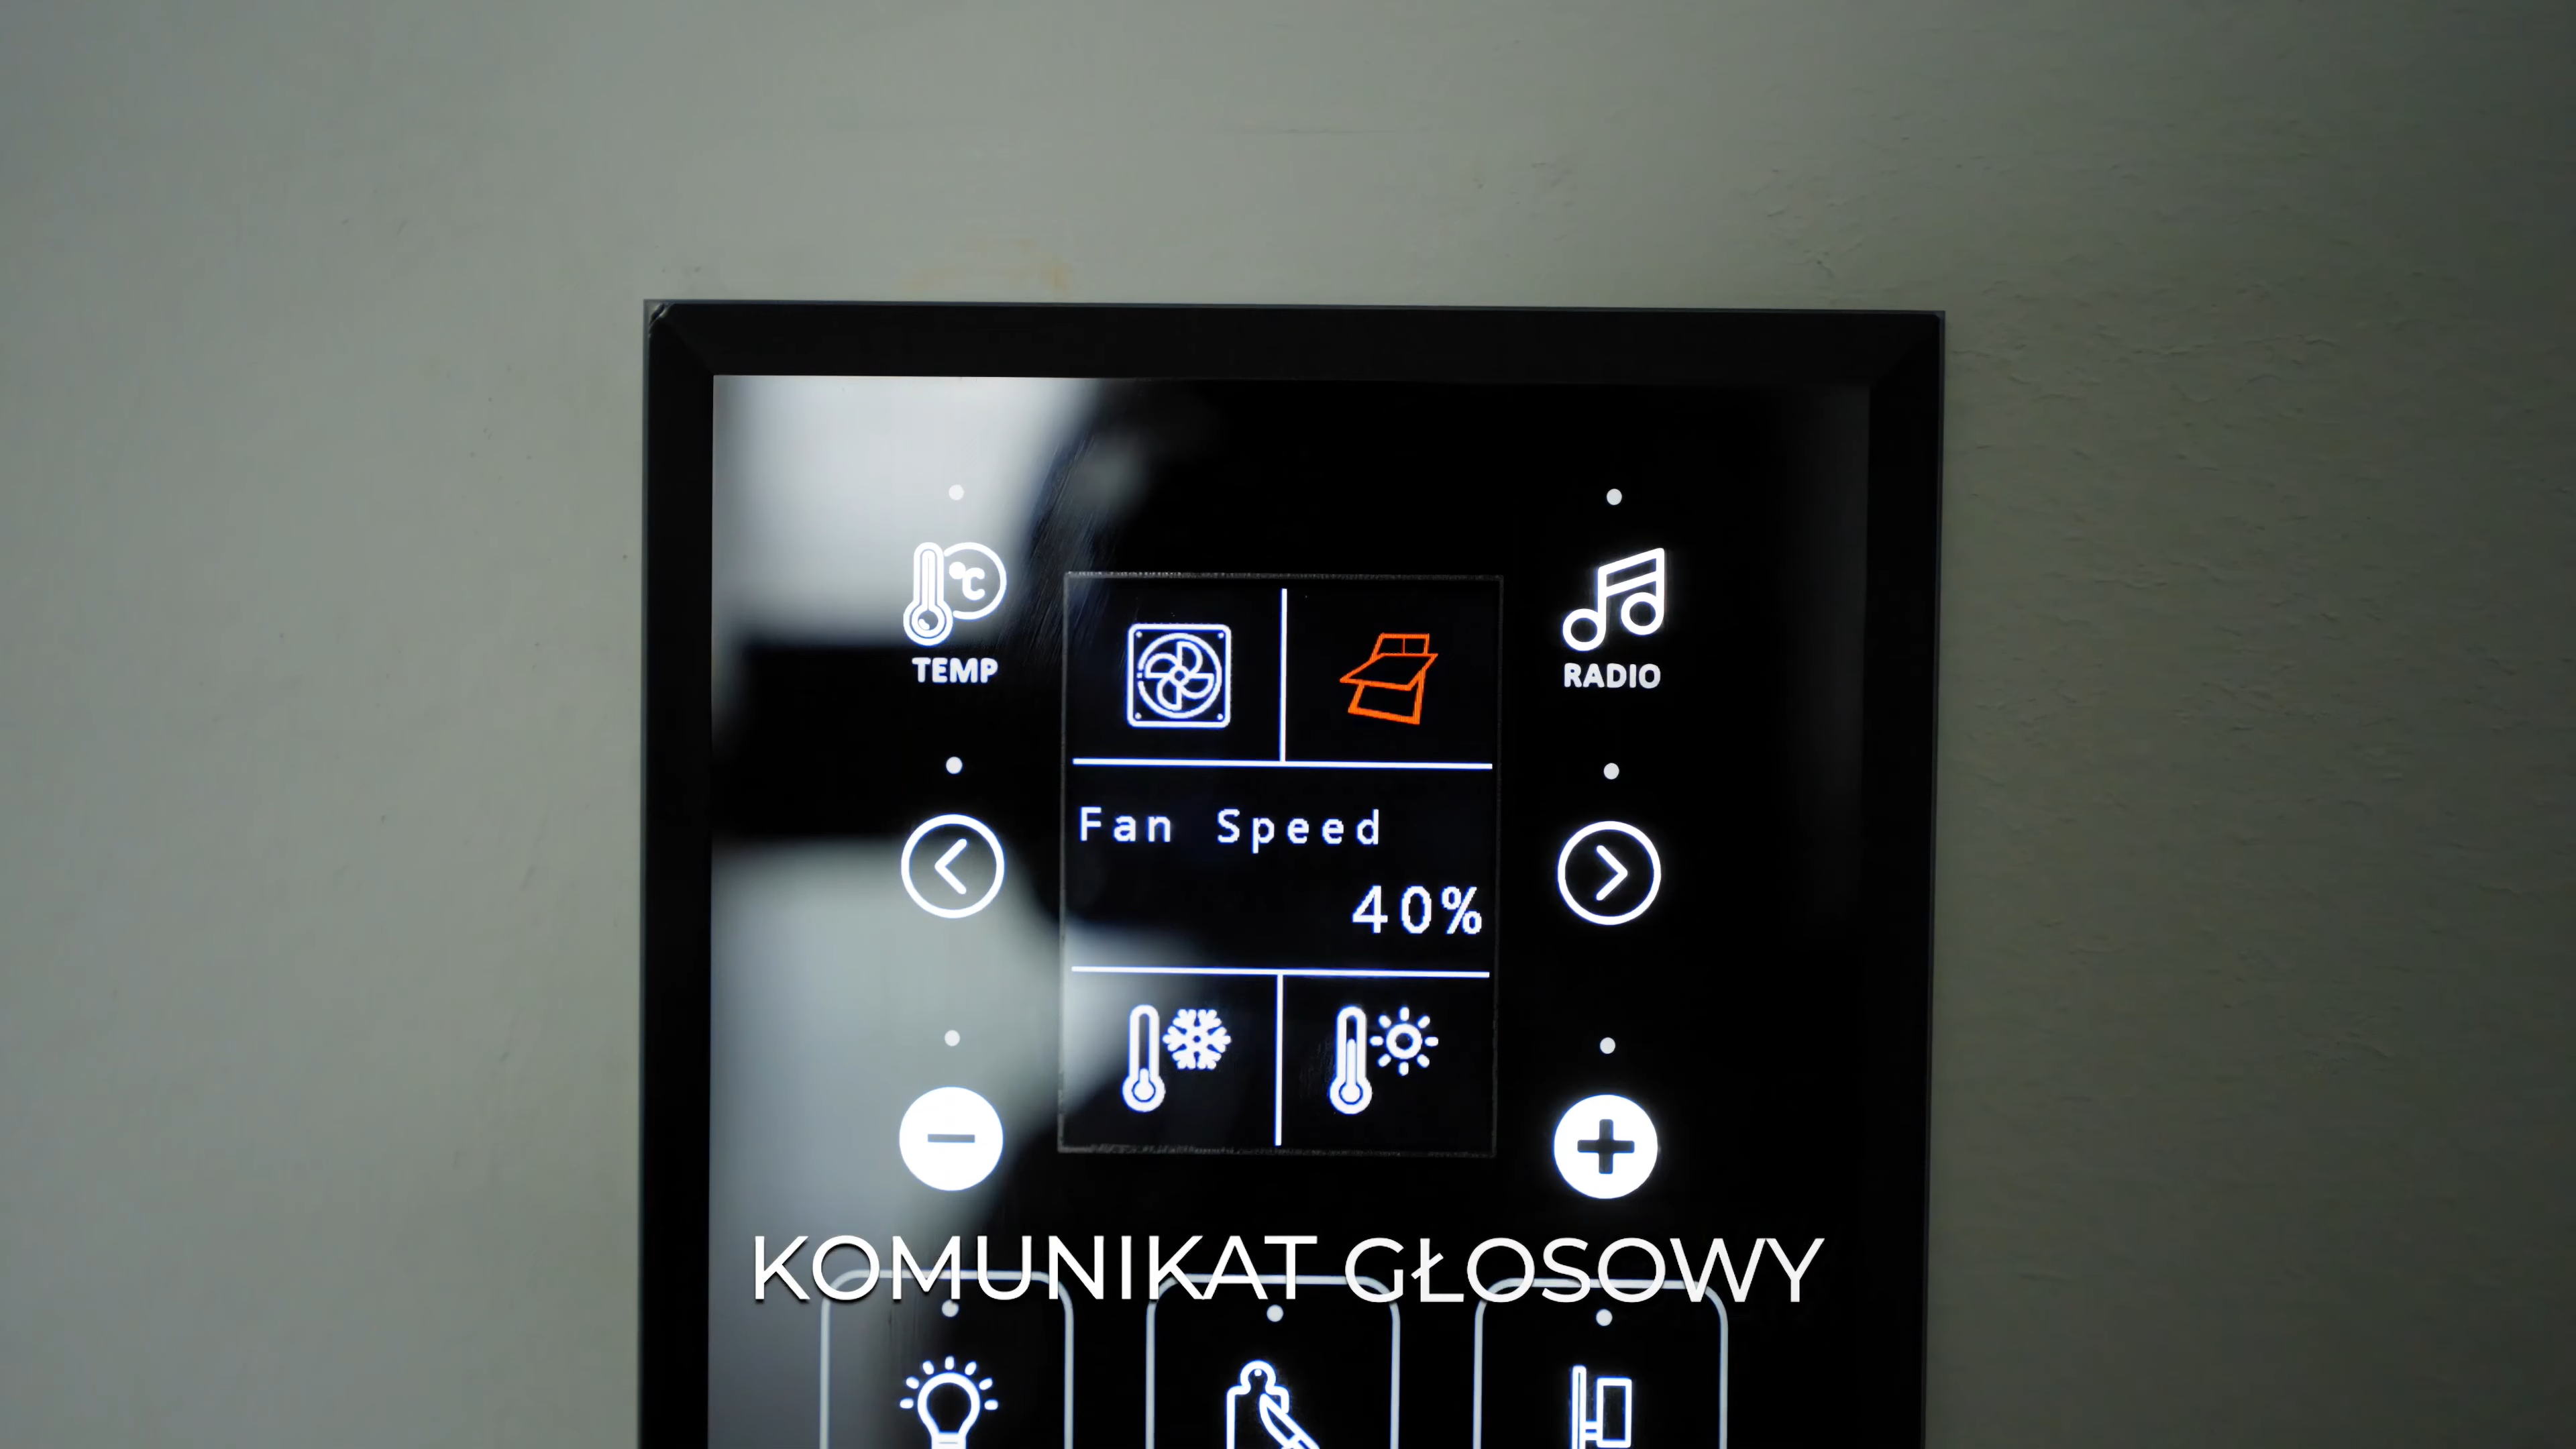 °C
TEMP
RADIO
Fan Speed
40%
KOMUNIKAT GŁOSOWY